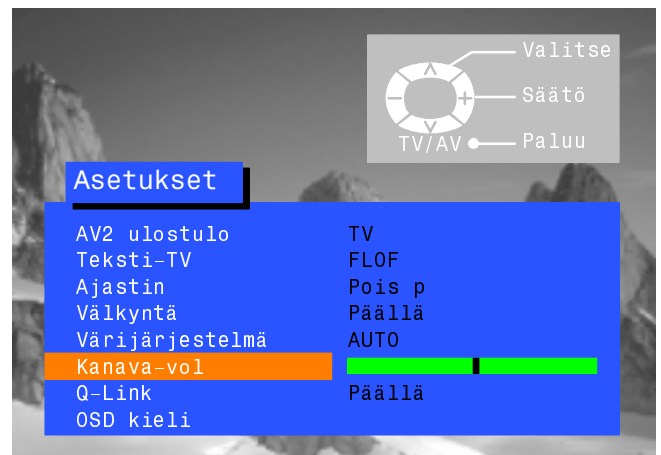 Valitse
Säätö
TV/AV Paluu
Asetukset
AV2 ulostulo TV
Teksti-TV FLOF
Ajastin Pois p
Välkyntä Päällä
Värijärjestelmä AUTO
Kanava-vol
Q-Link Päällä
OSD kieli